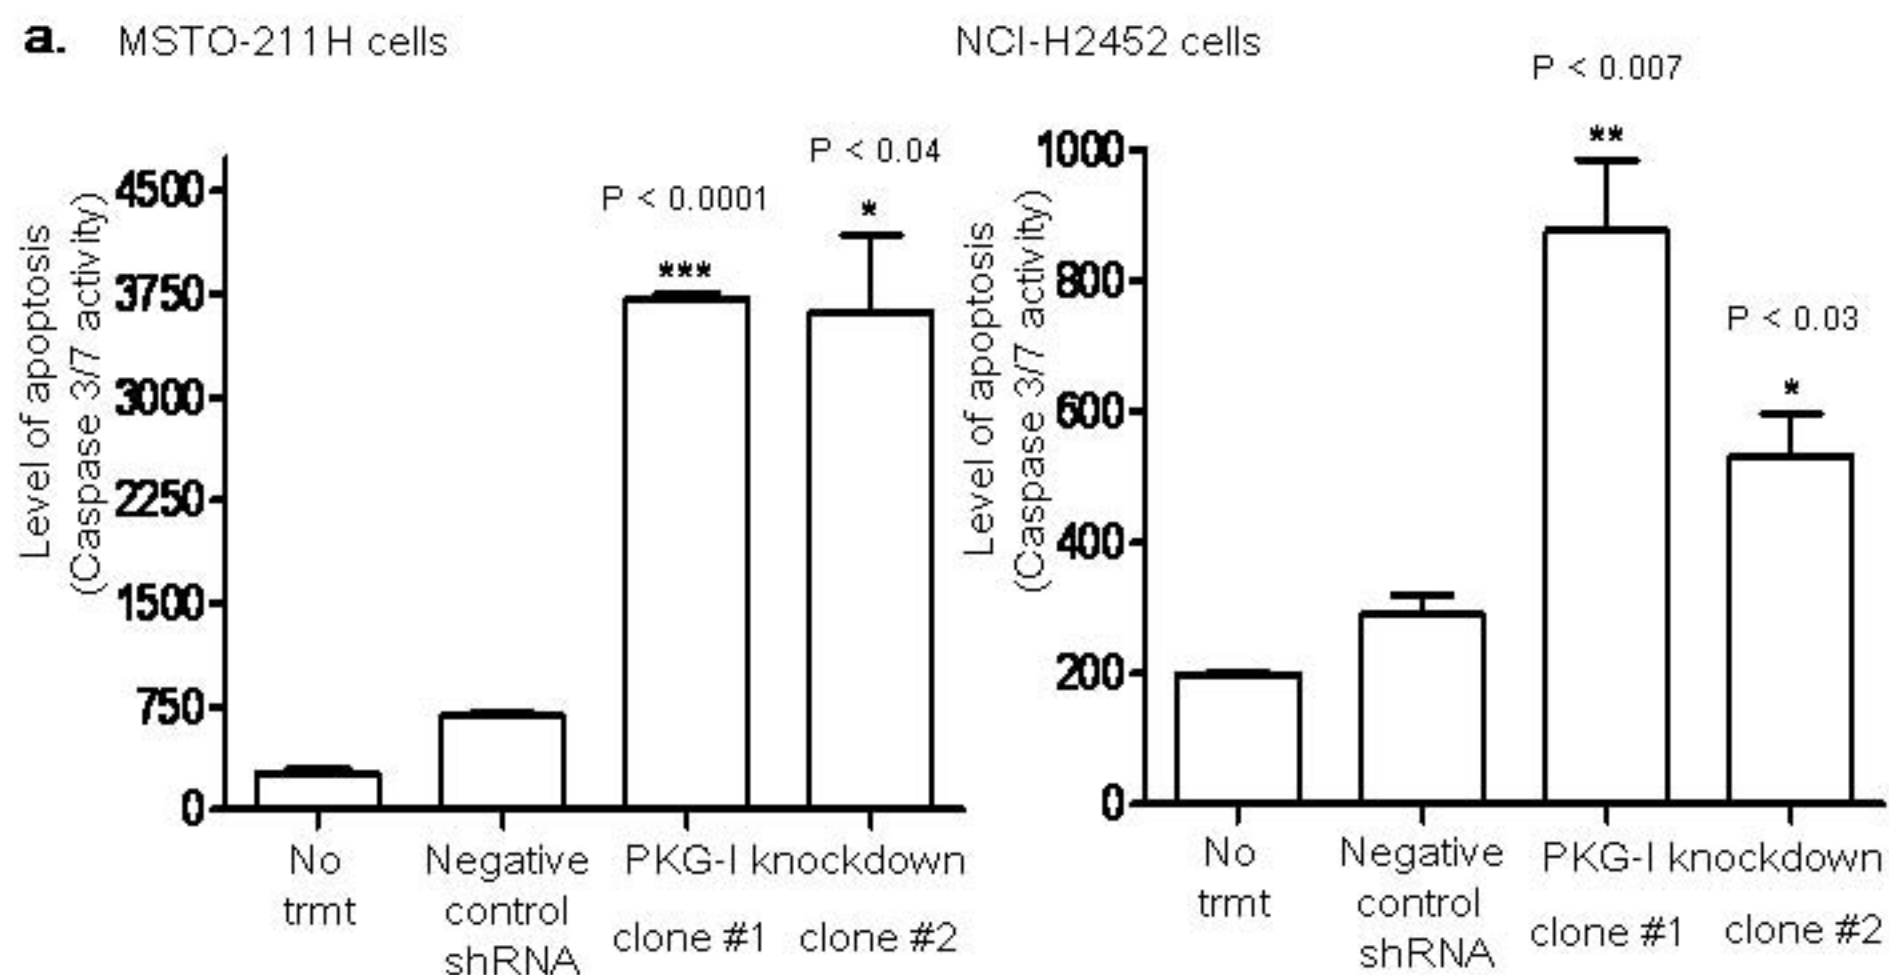 a. MSTO-211H cells
P < 0.04
P < 0.0001
*
***
Level of apoptosis
(Caspase 3/7 activity)
4500
3750
3000
2250
1500
750
0
No
trmt
Negative
control
shRNA
PKG-I knockdown
clone #1 clone #2
NCI-H2452 cells
P < 0.007
**
P < 0.03
*
Level of apoptosis
(Caspase 3/7 activity)
1000
800
600
400
200
0
No
trmt
Negative
control
shRNA
PKG-I knockdown
clone #1 clone #2